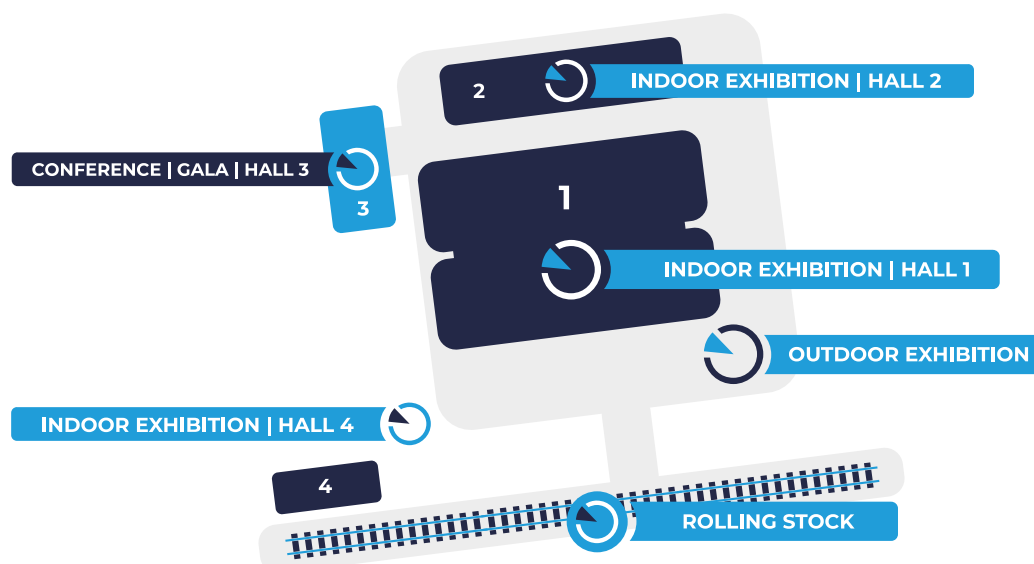 2
INDOOR EXHIBITION | HALL 2
CONFERENCE | GALA | HALL 3
3
1
INDOOR EXHIBITION | HALL 1
OUTDOOR EXHIBITION
INDOOR EXHIBITION | HALL 4
4
ROLLING STOCK